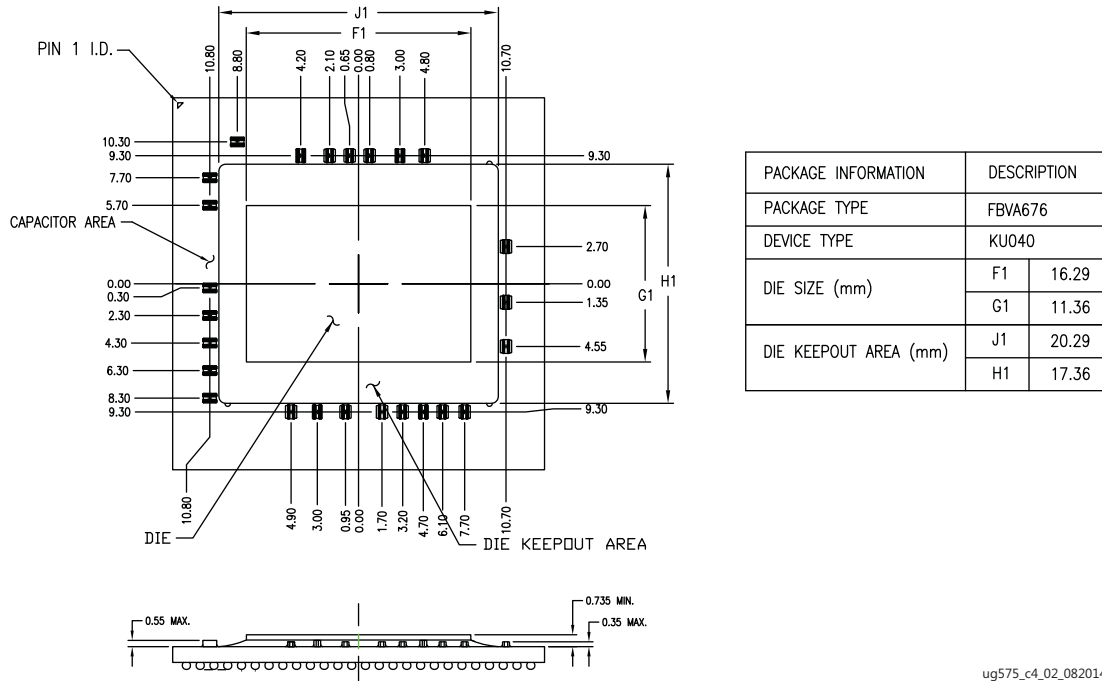 J1
F1
PIN 1 I.D.
10.80
8.80
4.20
2.10
0.65
0.00
0.80
3.00
4.80
10.70
10.30
9.30
9.30
7.70
5.70
CAPACITOR AREA
2.70
0.00
0.00
0.30
G1
H1
1.35
2.30
4.30
4.55
6.30
8.30
9.30
9.30
10.80
4.90
3.00
0.95
0.00
1.70
3.20
4.70
6.10
7.70
10.70
DIE
DIE KEEPOUT AREA
PACKAGE INFORMATION DESCRIPTION
PACKAGE TYPE FBVA676
DEVICE TYPE KU040
DIE SIZE (mm) F1 16.29
G1 11.36
DIE KEEPOUT AREA (mm) J1 20.29
H1 17.36
0.55 MAX.
0.735 MIN.
0.35 MAX.
ug575_c4_02_082014